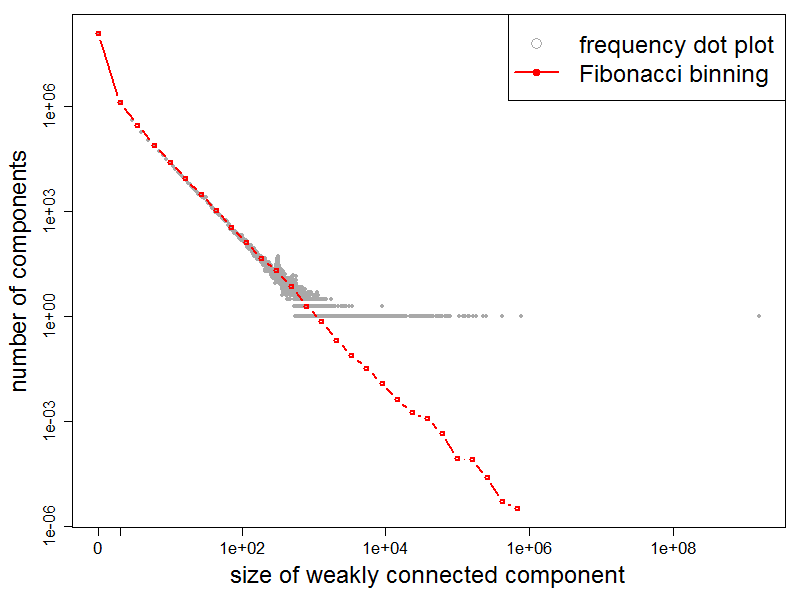 frequency dot plot
Fibonacci binning
number of components
1e+06
1e+03
1e+00
1e-03
1e-06
0
1e+02
1e+04
1e+06
1e+08
size of weakly connected component